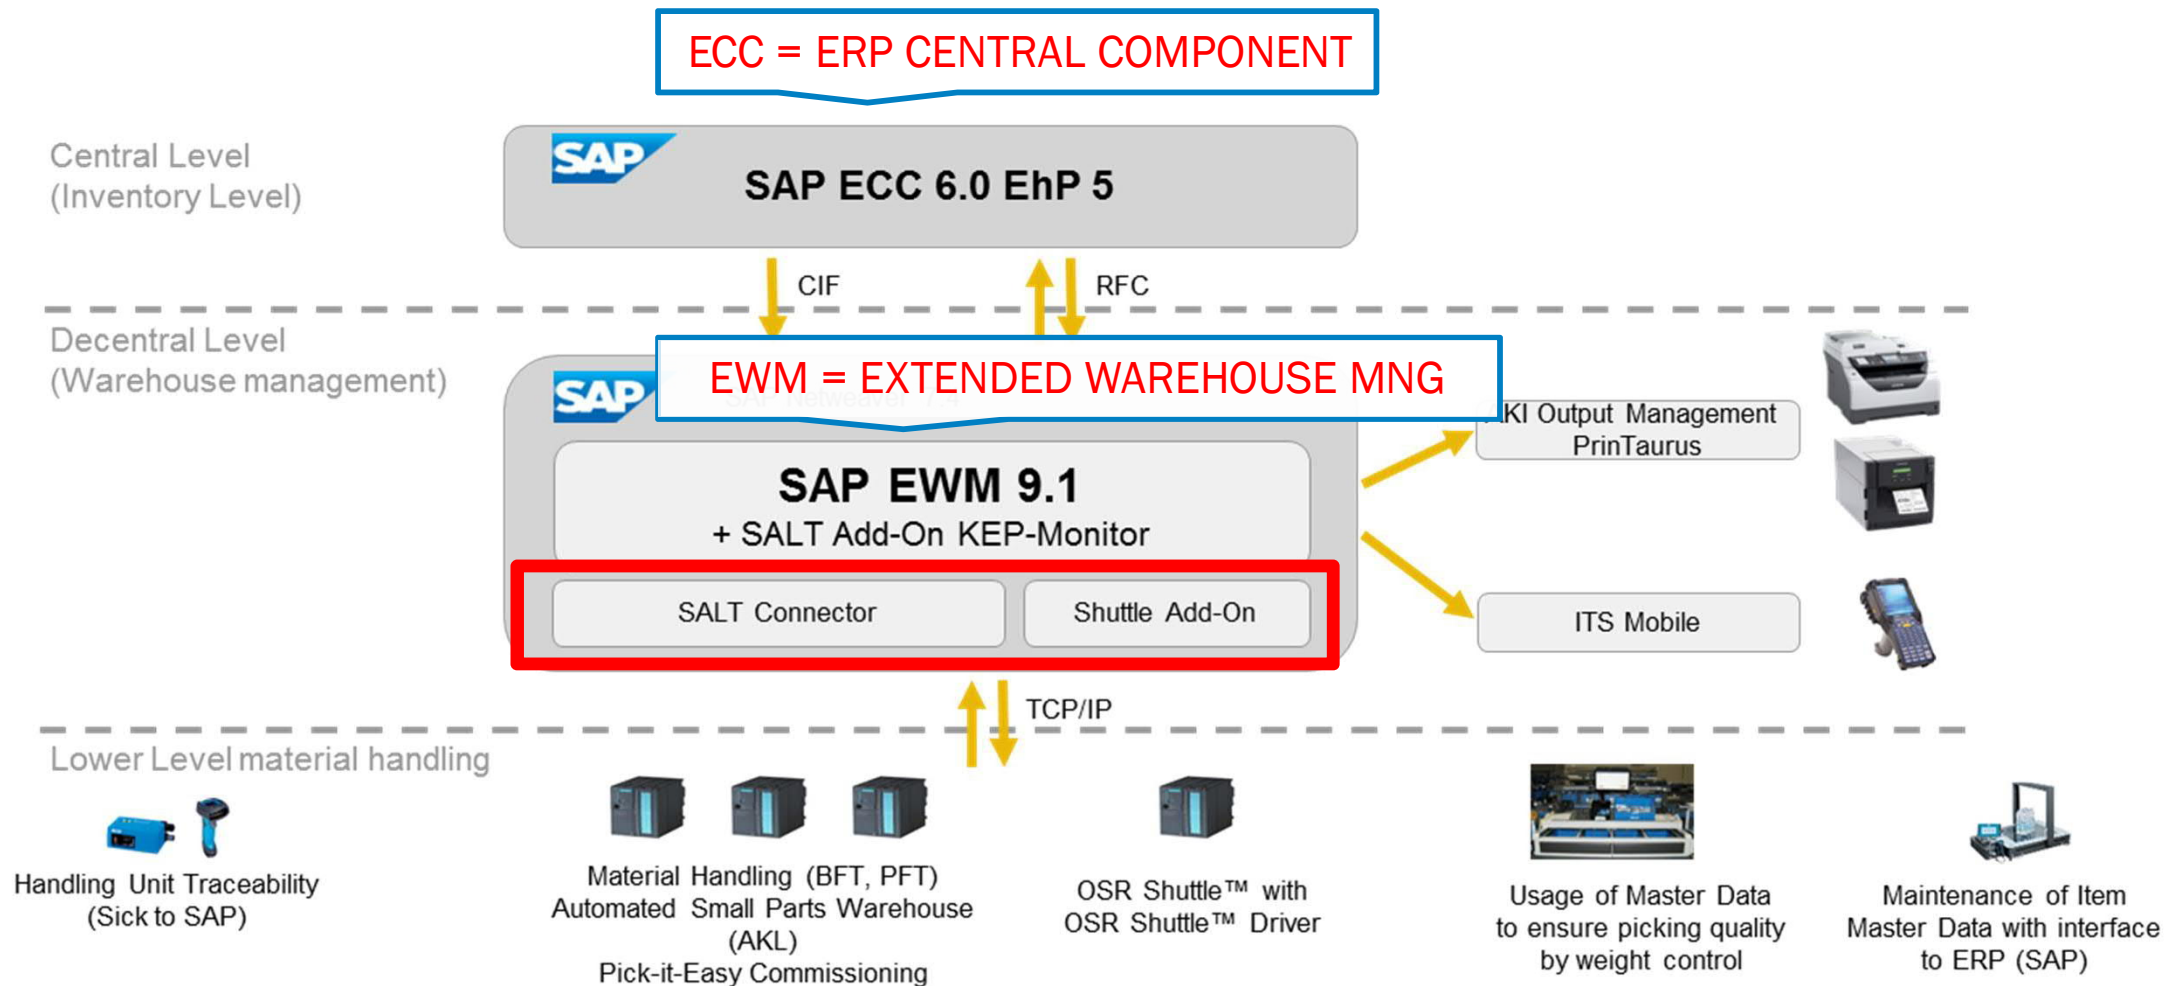 ECC = ERP CENTRAL COMPONENT
Central Level
(Inventory Level)
SAP
SAP ECC 6.0 EhP 5
CIF
RFC
Decentral Level
(Warehouse management)
SAP
EWM = EXTENDED WAREHOUSE MNG
SAP Netweaver 7.4
SAP EWM 9.1
+ SALT Add-On KEP-Monitor
SALT Connector
Shuttle Add-On
KI Output Management
PrinTaurus
ITS Mobile
TCP/IP
Lower Level material handling
Handling Unit Traceability
(Sick to SAP)
Material Handling (BFT, PFT)
Automated Small Parts Warehouse
(AKL)
Pick-it-Easy Commissioning
OSR Shuttle™ with
OSR Shuttle™ Driver
Usage of Master Data
to ensure picking quality
by weight control
Maintenance of Item
Master Data with interface
to ERP (SAP)